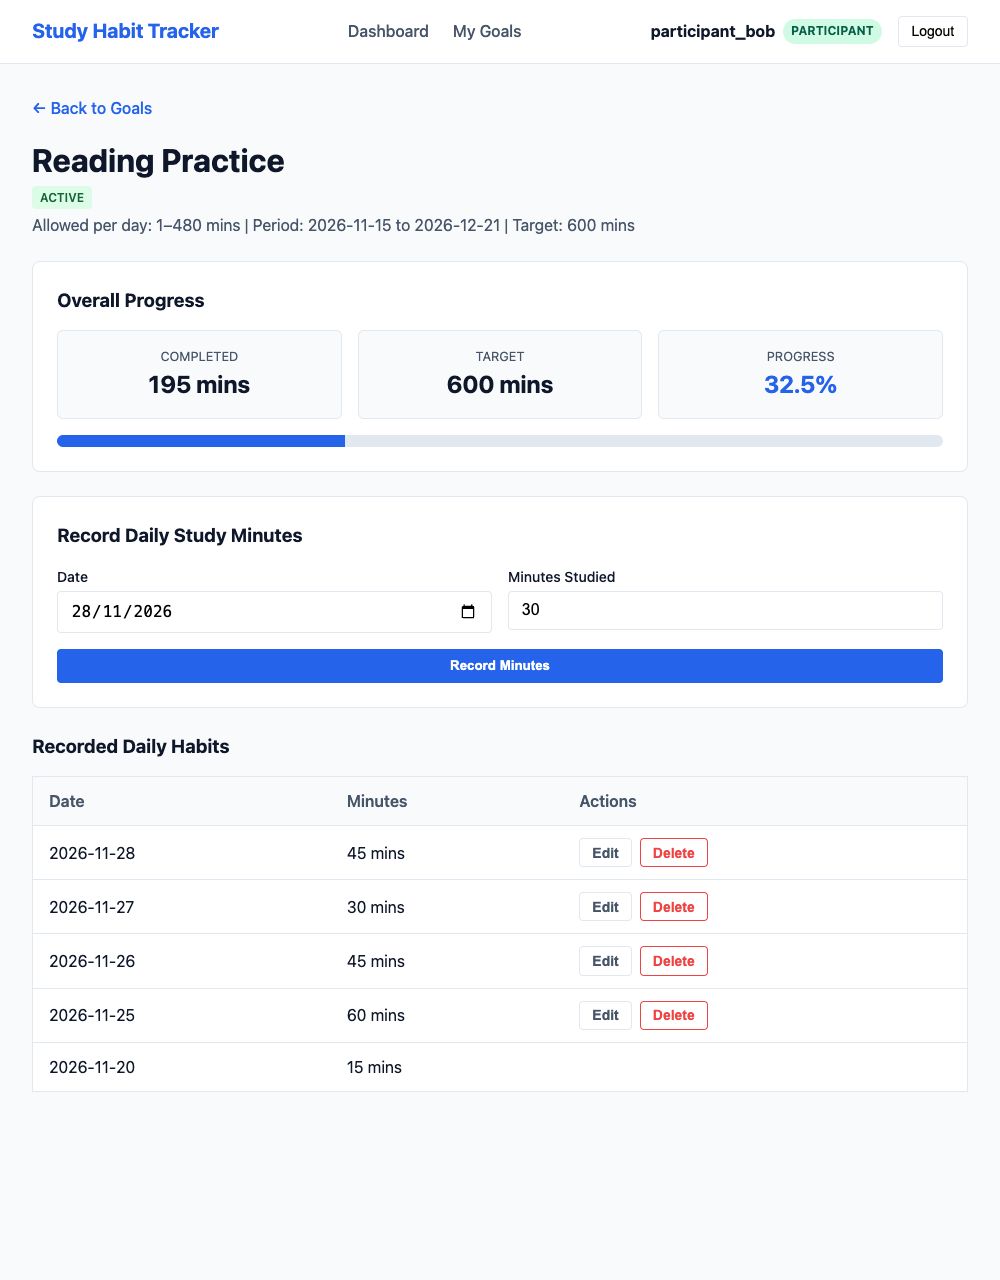 Study Habit Tracker Dashboard My Goals participant_bob PARTICIPANT Logout
← Back to Goals
Reading Practice
ACTIVE
Allowed per day: 1–480 mins | Period: 2026-11-15 to 2026-12-21 | Target: 600 mins
Overall Progress
COMPLETED TARGET PROGRESS
195 mins 600 mins 32.5%
Record Daily Study Minutes
Date Minutes Studied
28/11/2026 30
Record Minutes
Recorded Daily Habits
Date Minutes Actions
2026-11-28 45 mins Edit Delete
2026-11-27 30 mins Edit Delete
2026-11-26 45 mins Edit Delete
2026-11-25 60 mins Edit Delete
2026-11-20 15 mins